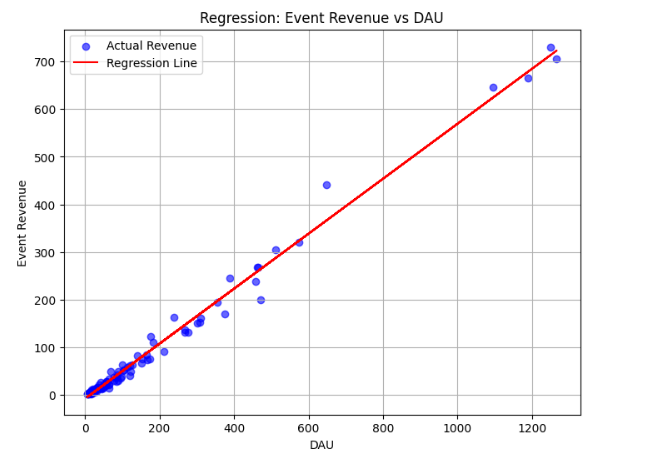 Regression: Event Revenue vs DAU
Actual Revenue
Regression Line
700
600
500
400
300
200
100
0
Event Revenue
0 200 400 600 800 1000 1200
DAU